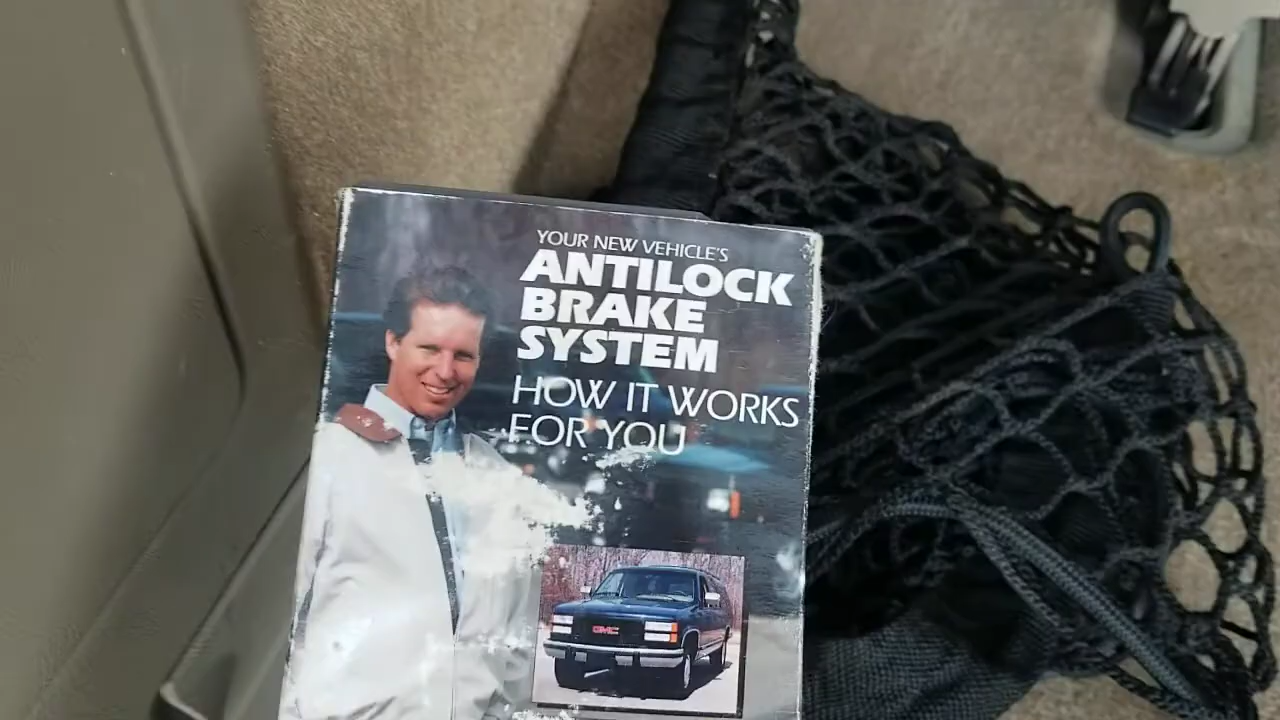 YOUR NEW VEHICLE'S
ANTILOCK
BRAKE
SYSTEM
HOW IT WORKS
FOR YOU
GMC